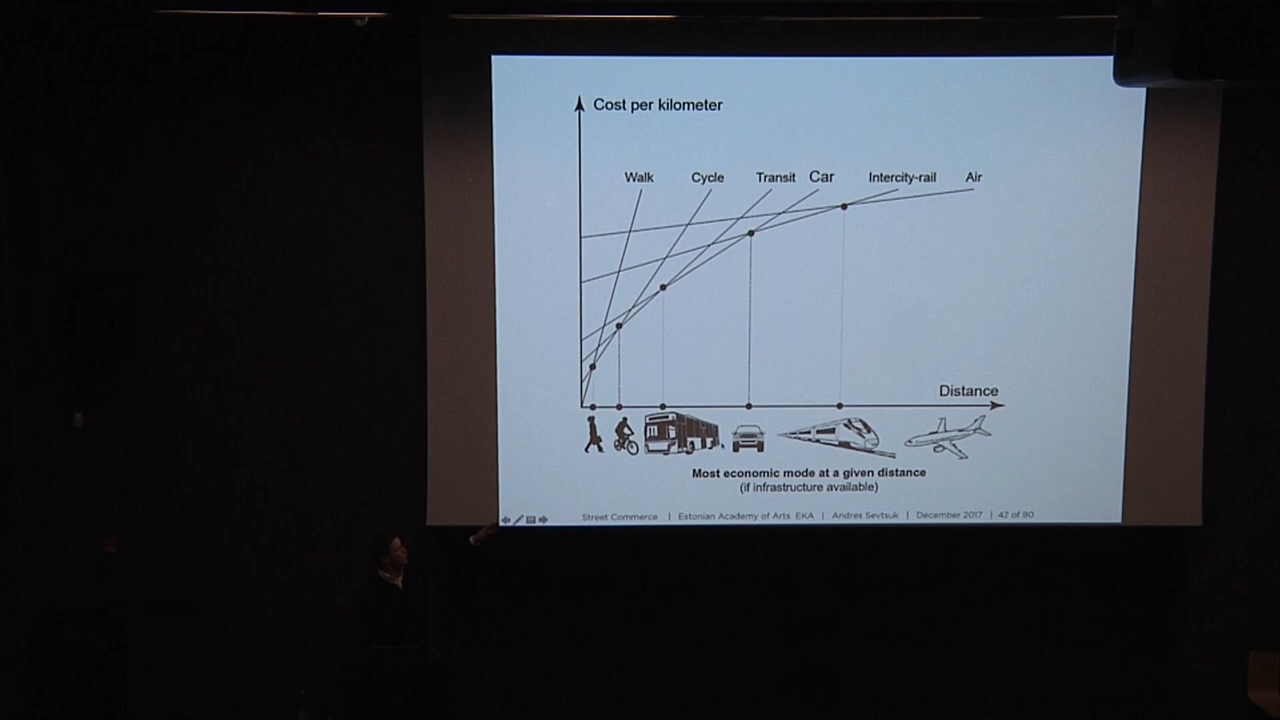 Cost per kilometer
Walk Cycle Transit Car Intercity-rail Air
Distance
Most economic mode at a given distance
(if infrastructure available)
Street Commerce | Estonian Academy of Arts EKA | Andres Sevtsuk | December 2017 | 42 of 90